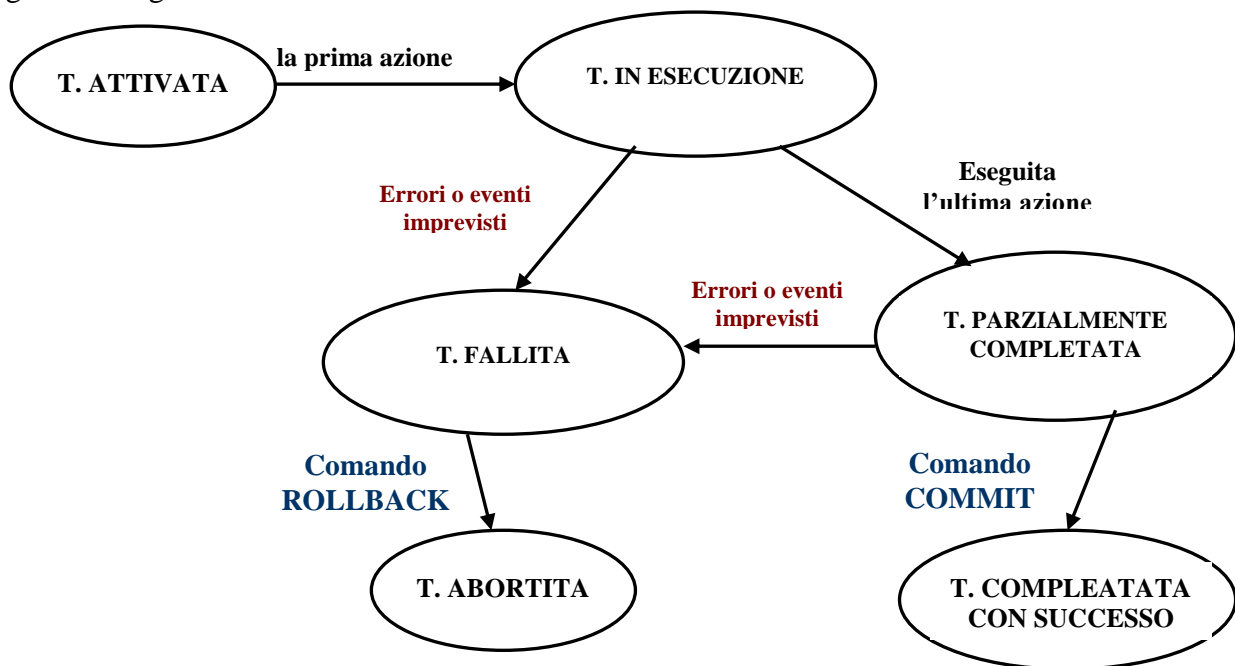 la prima azione
T. ATTIVATA
T. IN ESECUZIONE
Errori o eventi
imprevisti
Eseguita
l'ultima azione
Errori o eventi
imprevisti
T. PARZIALMENTE
COMPLETATA
T. FALLITA
Comando
ROLLBACK
Comando
COMMIT
T. ABORTITA
T. COMPLEATATA
CON SUCCESSO